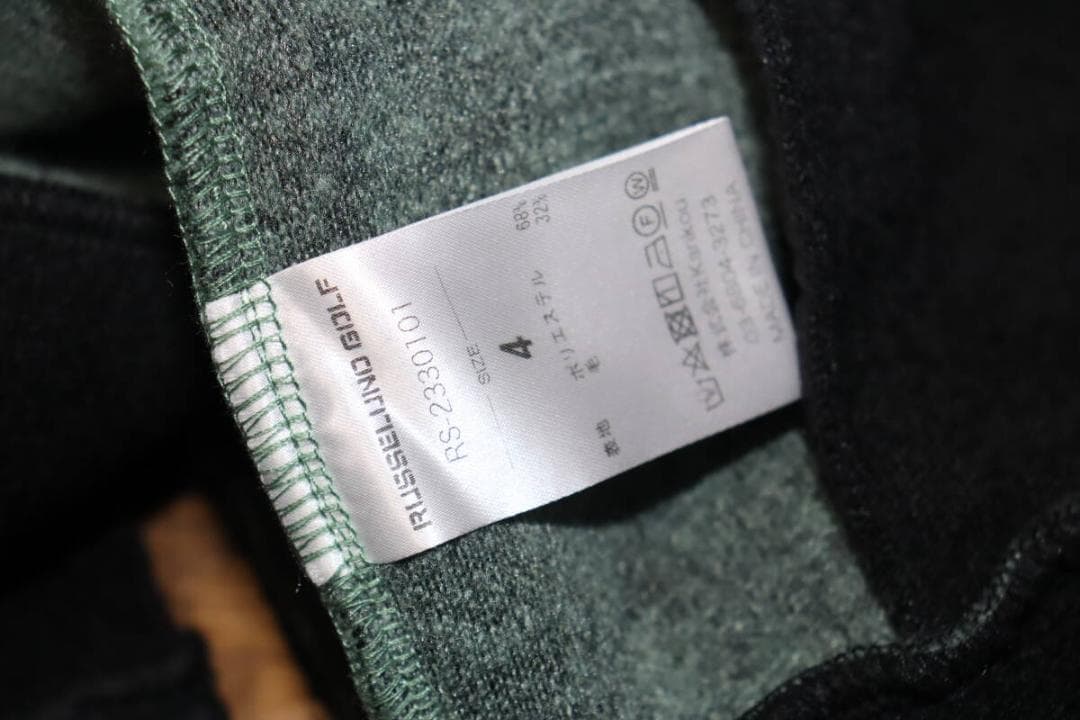 RUSSELUNO GOLF
RS-2330101
SIZE
4
表地 ポリエステル 68%
毛 32%
F W
株式会社Kenkou
03-6804-3273
MADE IN CHINA